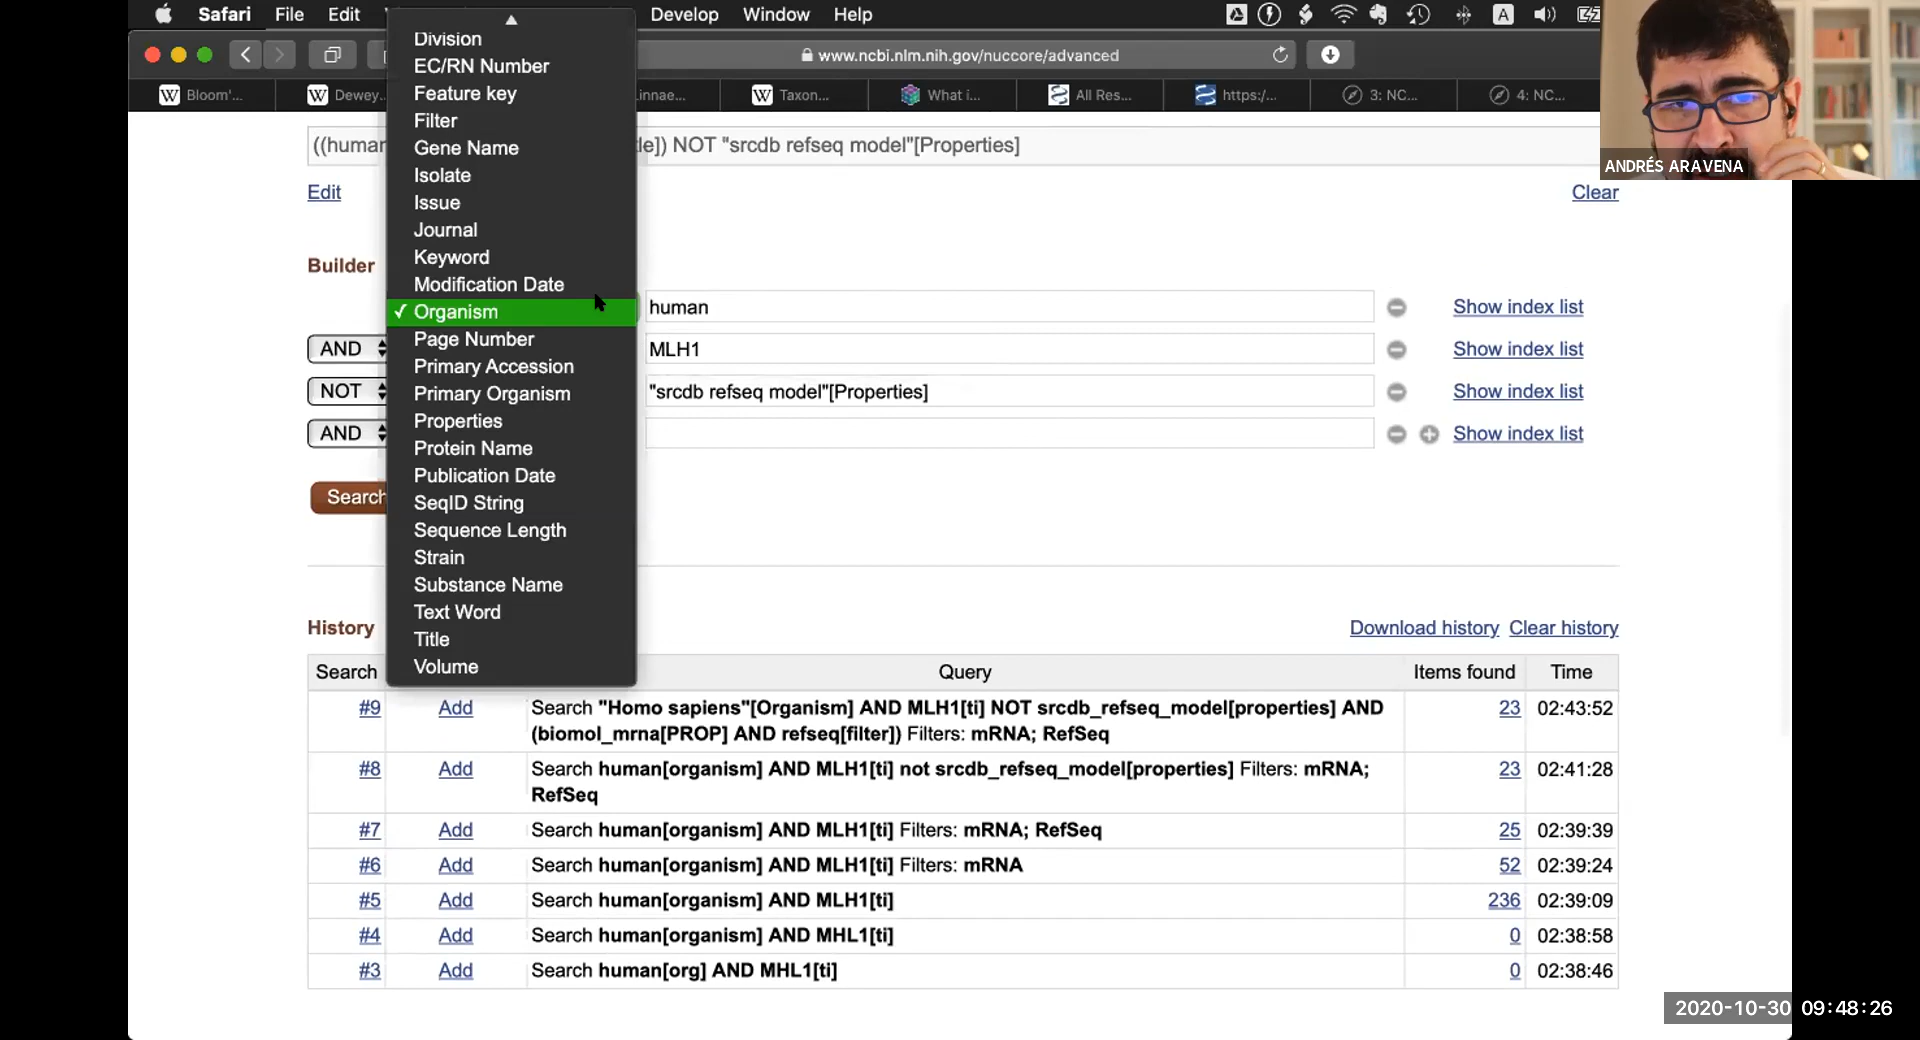 Safari File Edit Develop Window Help
www.ncbi.nlm.nih.gov/nuccore/advanced
Bloom'... Dewey... innae... Taxon... What i... All Res... https:/... 3: NC... 4: NC...
ANDRÉS ARAVENA
((human tle]) NOT "srcdb refseq model"[Properties]
Edit Clear
Builder
Division
EC/RN Number
Feature key
Filter
Gene Name
Isolate
Issue
Journal
Keyword
Modification Date
✓ Organism
Page Number
Primary Accession
Primary Organism
Properties
Protein Name
Publication Date
SeqID String
Sequence Length
Strain
Substance Name
Text Word
Title
Volume
human Show index list
AND MLH1 Show index list
NOT "srcdb refseq model"[Properties] Show index list
AND Show index list
Search
History Download history Clear history
Search Query Items found Time
#9 Add Search "Homo sapiens"[Organism] AND MLH1[ti] NOT srcdb_refseq_model[properties] AND 23 02:43:52
(biomol_mrna[PROP] AND refseq[filter]) Filters: mRNA; RefSeq
#8 Add Search human[organism] AND MLH1[ti] not srcdb_refseq_model[properties] Filters: mRNA; 23 02:41:28
RefSeq
#7 Add Search human[organism] AND MLH1[ti] Filters: mRNA; RefSeq 25 02:39:39
#6 Add Search human[organism] AND MLH1[ti] Filters: mRNA 52 02:39:24
#5 Add Search human[organism] AND MLH1[ti] 236 02:39:09
#4 Add Search human[organism] AND MHL1[ti] 0 02:38:58
#3 Add Search human[org] AND MHL1[ti] 0 02:38:46
2020-10-30 09:48:26